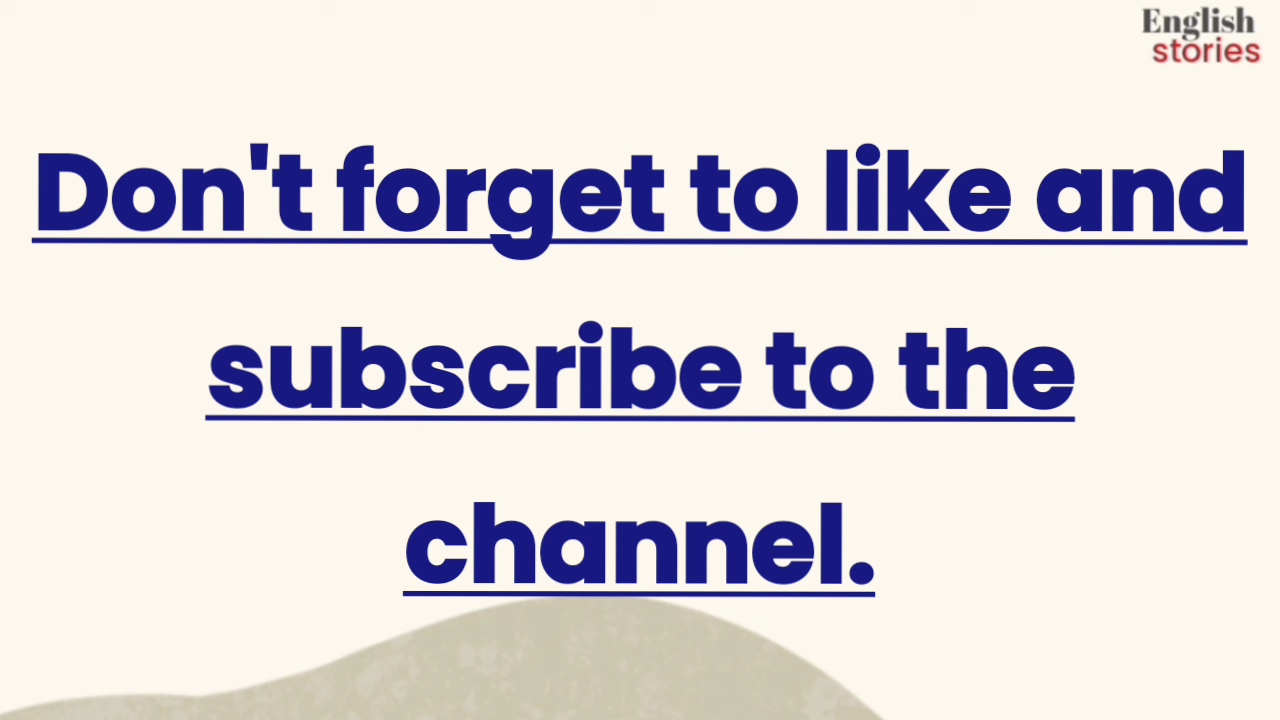 English
stories
Don't forget to like and
subscribe to the
channel.